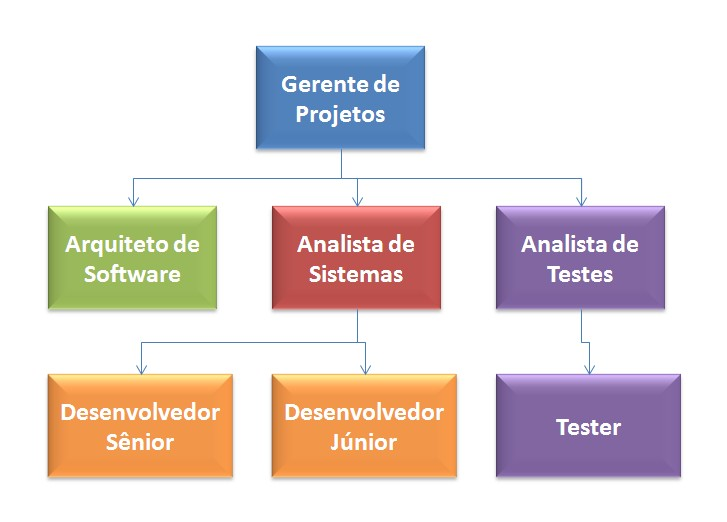 Gerente de
Projetos
Arquiteto de
Software
Analista de
Sistemas
Analista de
Testes
Desenvolvedor
Sênior
Desenvolvedor
Júnior
Tester